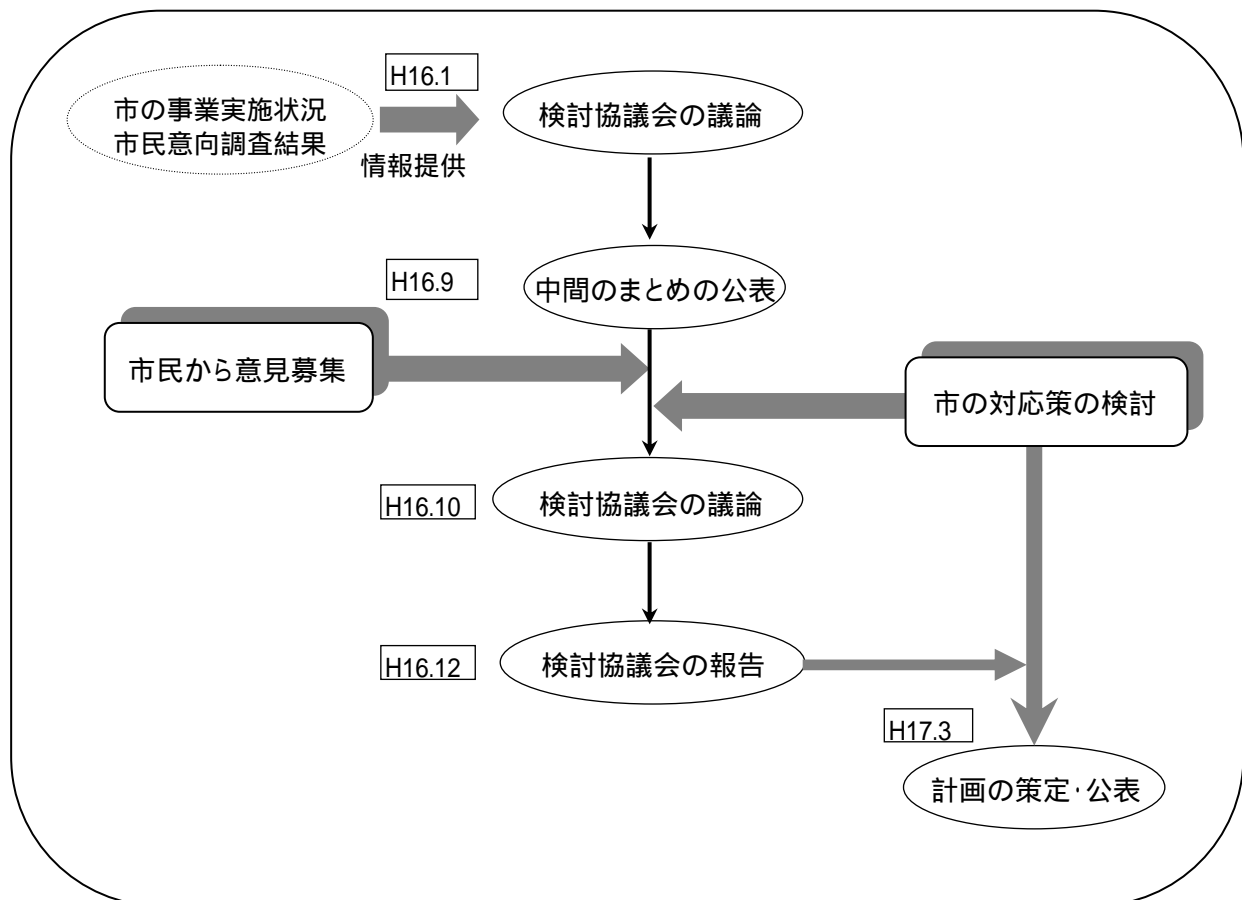 H16.1
市の事業実施状況
市民意向調査結果
情報提供
検討協議会の議論
H16.9
中間のまとめの公表
市民から意見募集
市の対応策の検討
H16.10
検討協議会の議論
H16.12
検討協議会の報告
H17.3
計画の策定・公表